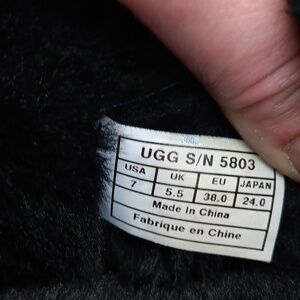 UGG S/N 5803
USA UK EU JAPAN
7 5.5 38.0 24.0
Made in China
Fabrique en Chine